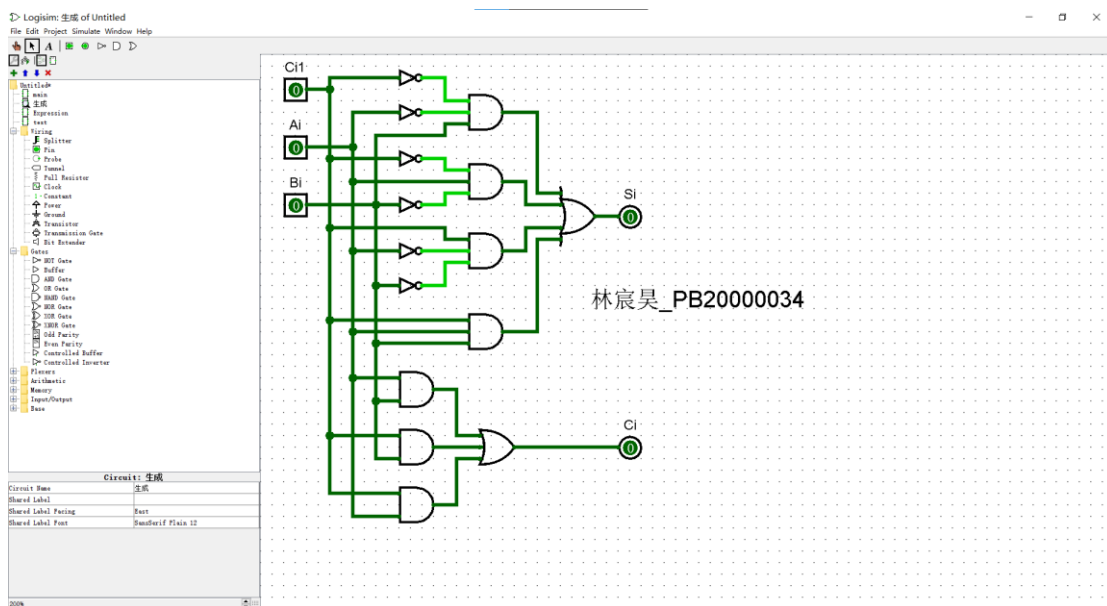 Logisim: 生成 of Untitled
File Edit Project Simulate Window Help
Untitled*
main
生成
Expression
test
Wiring
Splitter
Pin
Probe
Tunnel
Pull Resistor
Clock
Constant
Power
Ground
Transistor
Transmission Gate
Bit Extender
Gates
NOT Gate
Buffer
AND Gate
OR Gate
NAND Gate
NOR Gate
XOR Gate
XNOR Gate
Odd Parity
Even Parity
Controlled Buffer
Controlled Inverter
Plexers
Arithmetic
Memory
Input/Output
Base
Circuit: 生成
Circuit Name 生成
Shared Label
Shared Label Facing East
Shared Label Font SansSerif Plain 12
200%
Ci1
0
Ai
0
Bi
0
Si
0
林宸昊_PB20000034
Ci
0